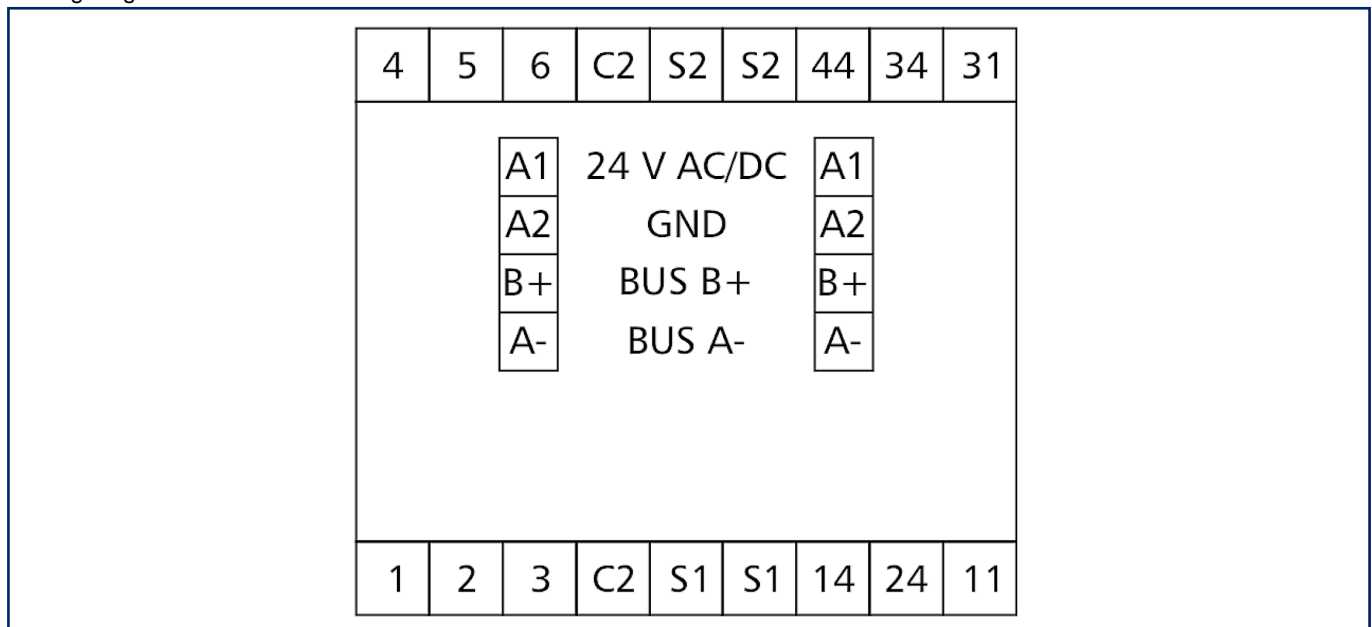 4 5 6 C2 S2 S2 44 34 31
A1 24 V AC/DC A1
A2 GND A2
B+ BUS B+ B+
A- BUS A- A-
1 2 3 C2 S1 S1 14 24 11